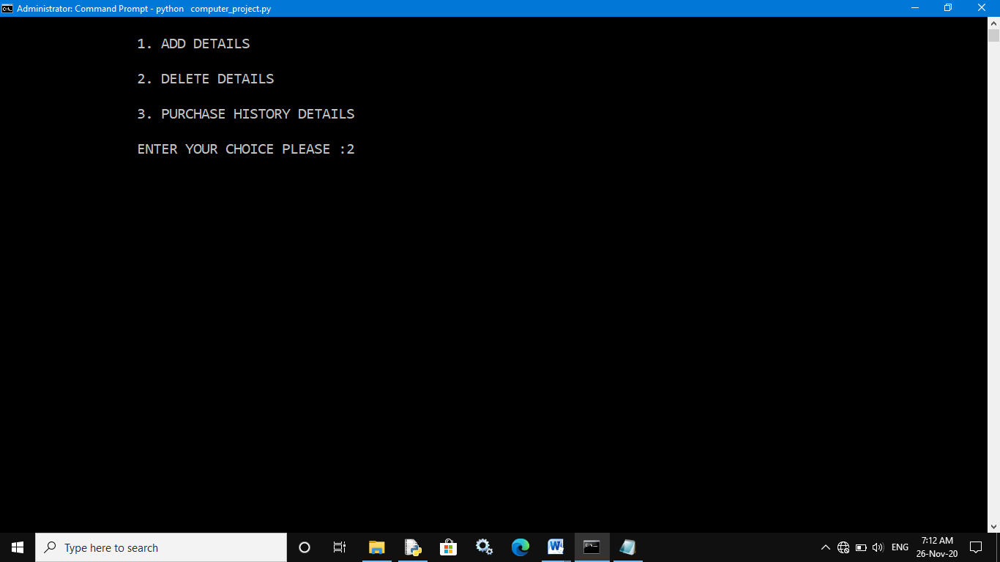 Administrator: Command Prompt - python computer_project.py
1. ADD DETAILS
2. DELETE DETAILS
3. PURCHASE HISTORY DETAILS
ENTER YOUR CHOICE PLEASE :2
Type here to search
ENG
7:12 AM
26-Nov-20